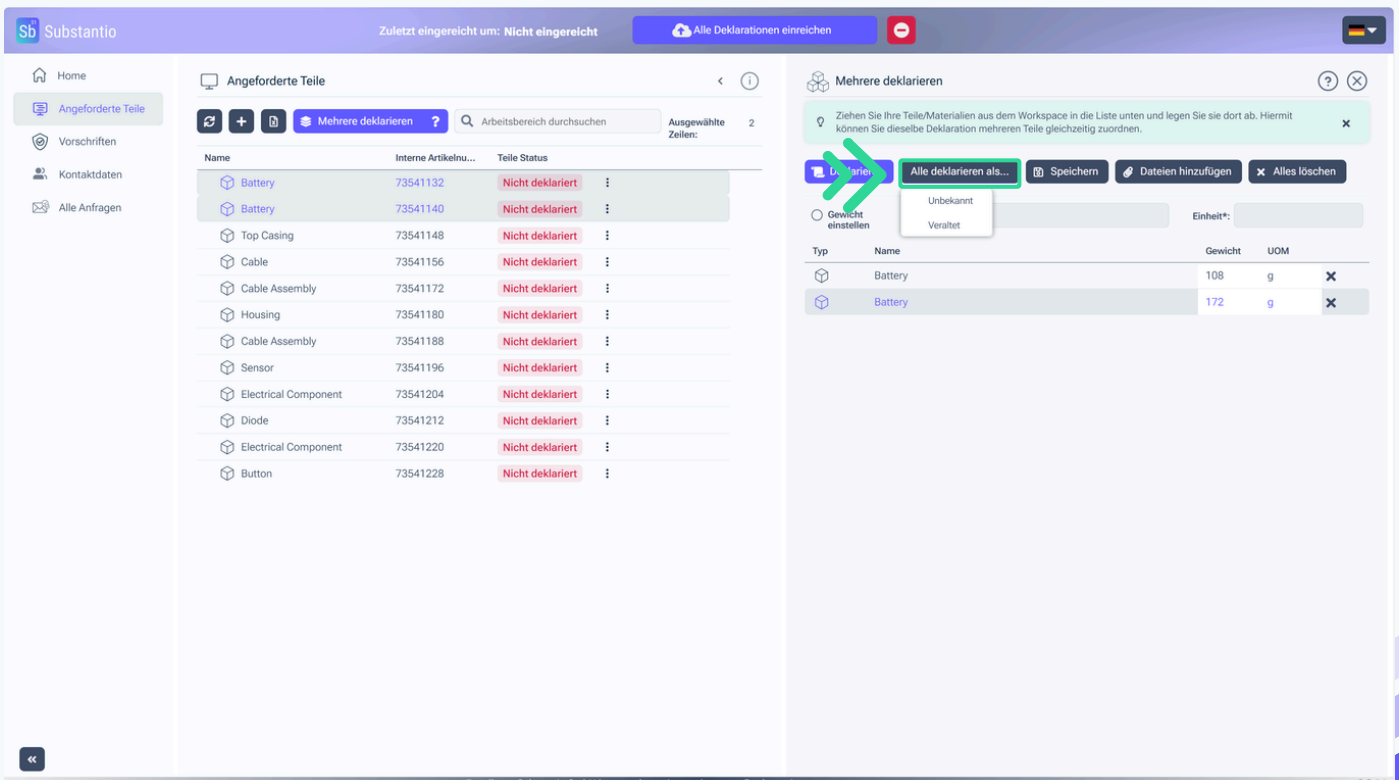 Sb Substantio
Zuletzt eingereicht um: Nicht eingereicht
Alle Deklarationen einreichen
Home
Angeforderte Teile
Vorschriften
Kontaktdaten
Alle Anfragen
Angeforderte Teile
Mehrere deklarieren ?
Arbeitsbereich durchsuchen
Ausgewählte
Zeilen:
2
Name Interne Artikelnu... Teile Status
Battery 73541132 Nicht deklariert
Battery 73541140 Nicht deklariert
Top Casing 73541148 Nicht deklariert
Cable 73541156 Nicht deklariert
Cable Assembly 73541172 Nicht deklariert
Housing 73541180 Nicht deklariert
Cable Assembly 73541188 Nicht deklariert
Sensor 73541196 Nicht deklariert
Electrical Component 73541204 Nicht deklariert
Diode 73541212 Nicht deklariert
Electrical Component 73541220 Nicht deklariert
Button 73541228 Nicht deklariert
Mehrere deklarieren
Ziehen Sie Ihre Teile/Materialien aus dem Workspace in die Liste unten und legen Sie sie dort ab. Hiermit
können Sie dieselbe Deklaration mehreren Teile gleichzeitig zuordnen.
Alle deklarieren als... Speichern Dateien hinzufügen Alles löschen
Unbekannt
Veraltet
Gewicht
einstellen
Einheit*:
Typ Name Gewicht UOM
Battery 108 g
Battery 172 g